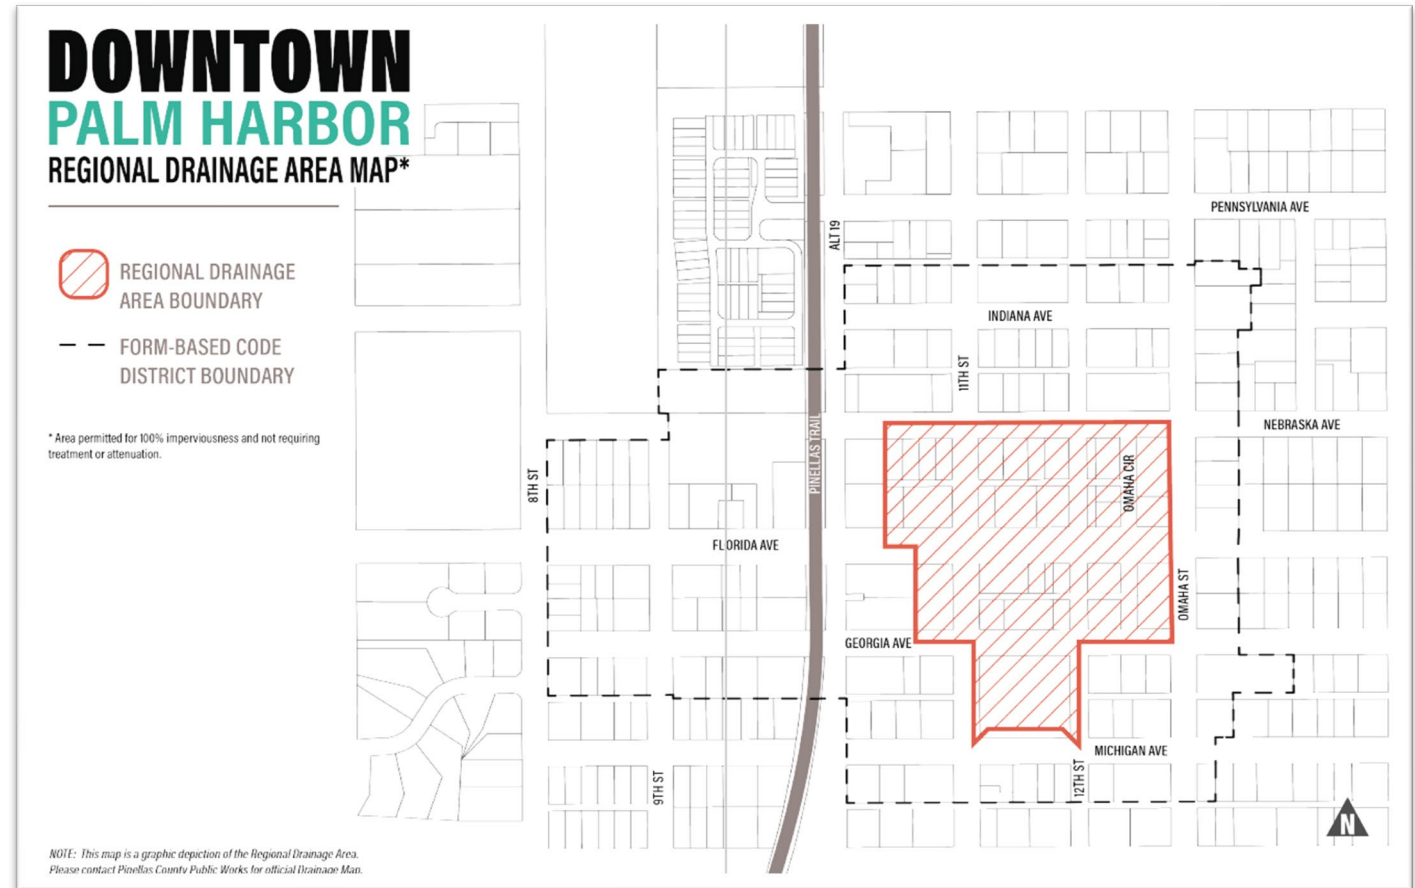 DOWNTOWN
PALM HARBOR
REGIONAL DRAINAGE AREA MAP*
REGIONAL DRAINAGE
AREA BOUNDARY
FORM-BASED CODE
DISTRICT BOUNDARY
* Area permitted for 100% imperviousness and not requiring
treatment or attenuation.
PENNSYLVANIA AVE
ALT 19
INDIANA AVE
11TH ST
NEBRASKA AVE
PINELLAS TRAIL
OMAHA CIR
8TH ST
FLORIDA AVE
OMAHA ST
GEORGIA AVE
MICHIGAN AVE
12TH ST
9TH ST
N
NOTE: This map is a graphic depiction of the Regional Drainage Area.
Please contact Pinellas County Public Works for official Drainage Map.